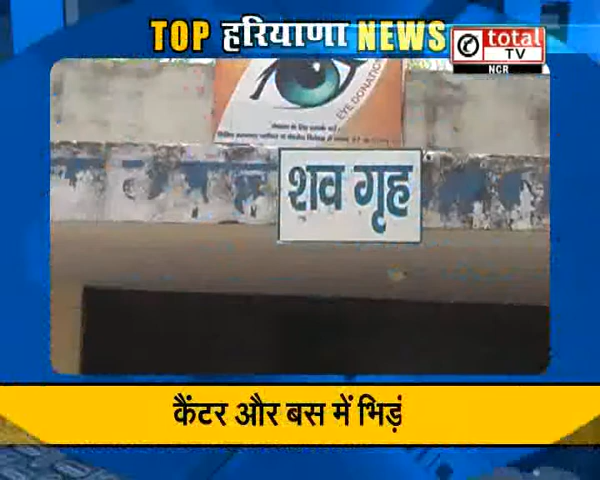 TOP हरियाणा NEWS
total
TV
NCR
EYE DONATION
शव गृह
कैंटर और बस में भिड़ं